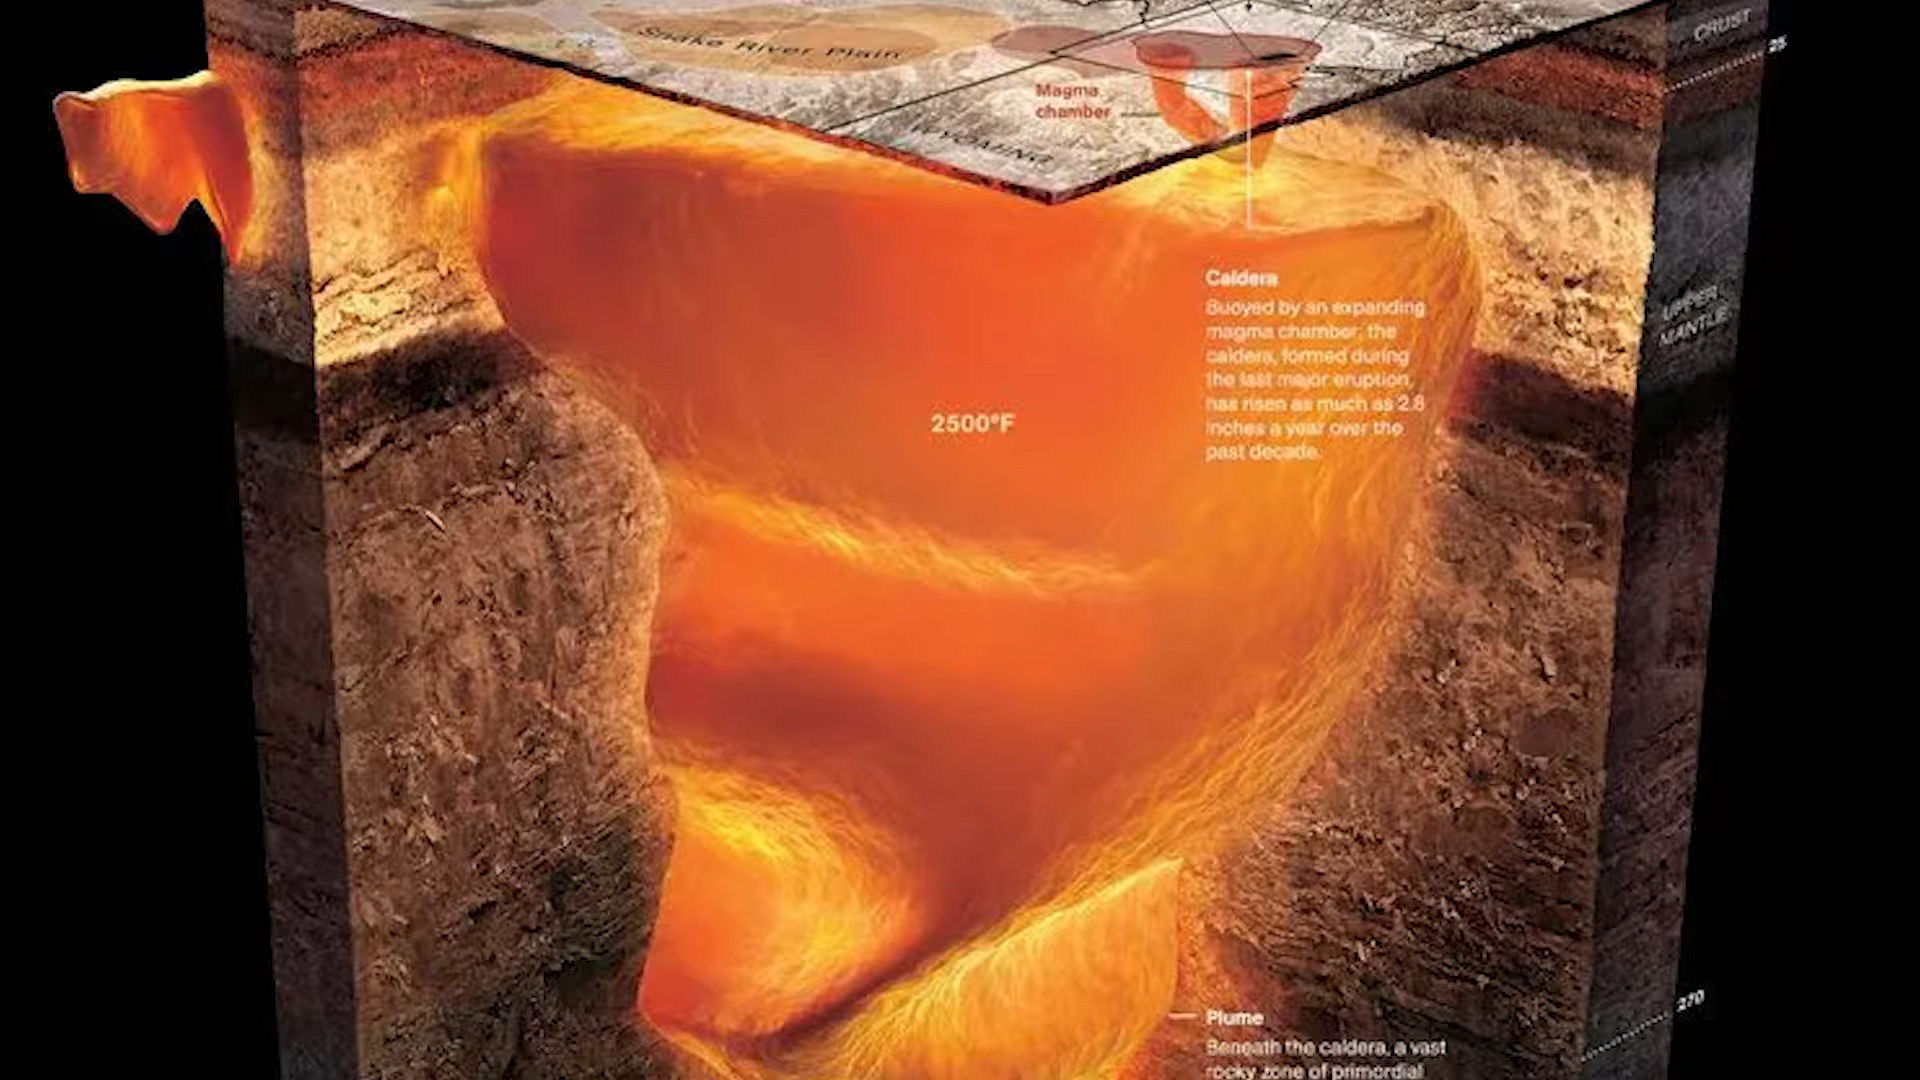 CRUST
25
Snake River Plain
Magma
chamber
WYOMING
Caldera
Buoyed by an expanding
magma chamber, the
caldera, formed during
the last major eruption,
has risen as much as 2.8
inches a year over the
past decade.
UPPER
MANTLE
2500°F
270
Plume
Beneath the caldera, a vast
rocky zone of primordial